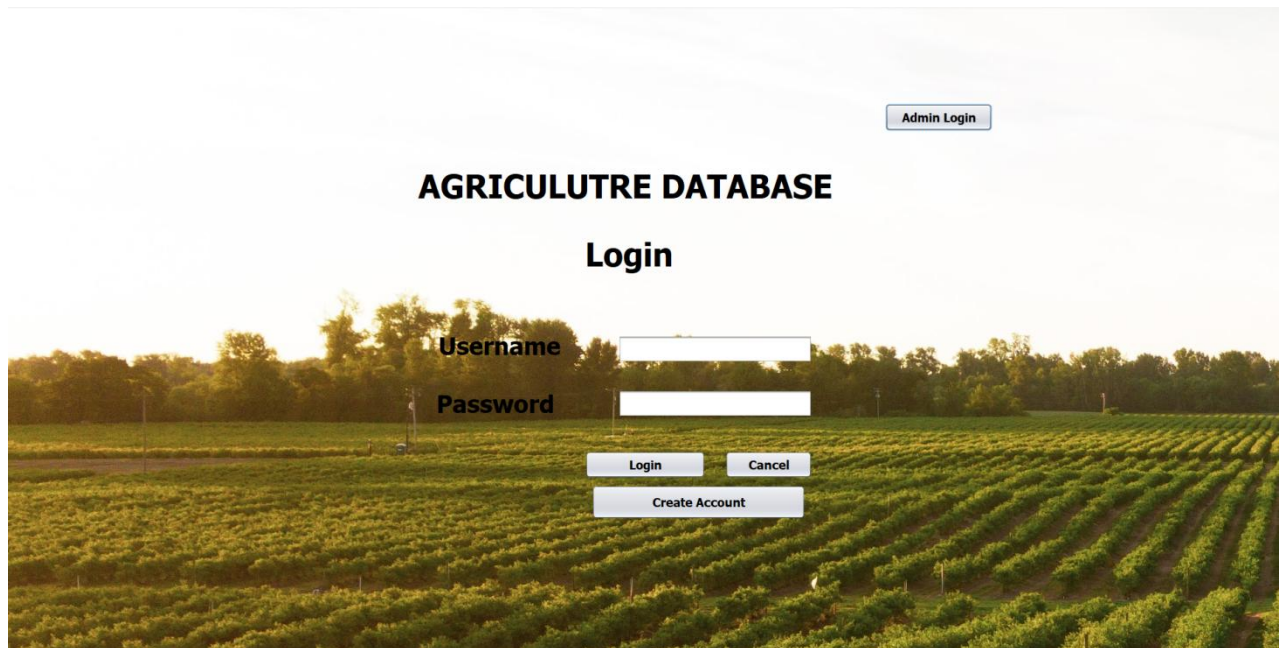 Admin Login
AGRICULUTRE DATABASE
Login
Username
Password
Login Cancel
Create Account